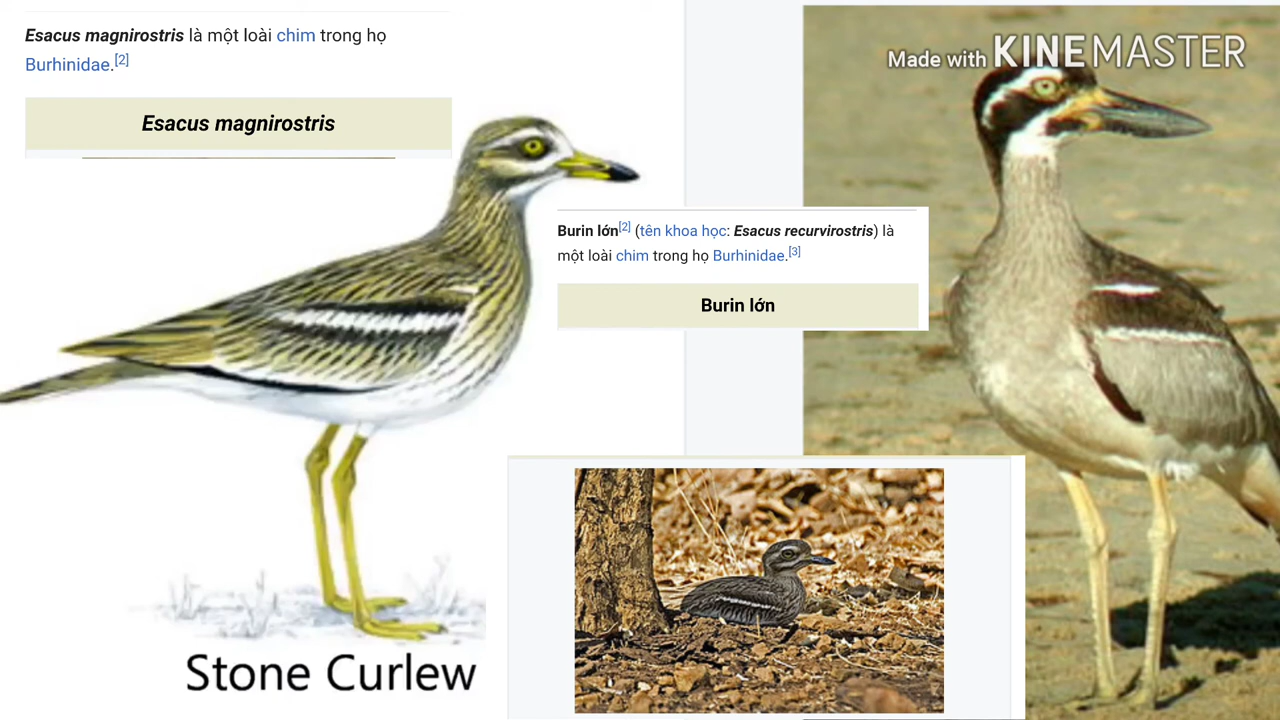 Esacus magnirostris là một loài chim trong họ
Burhinidae.[2]
Esacus magnirostris
Made with KINEMASTER
Burin lớn[2] (tên khoa học: Esacus recurvirostris) là
một loài chim trong họ Burhinidae.[3]
Burin lớn
Stone Curlew